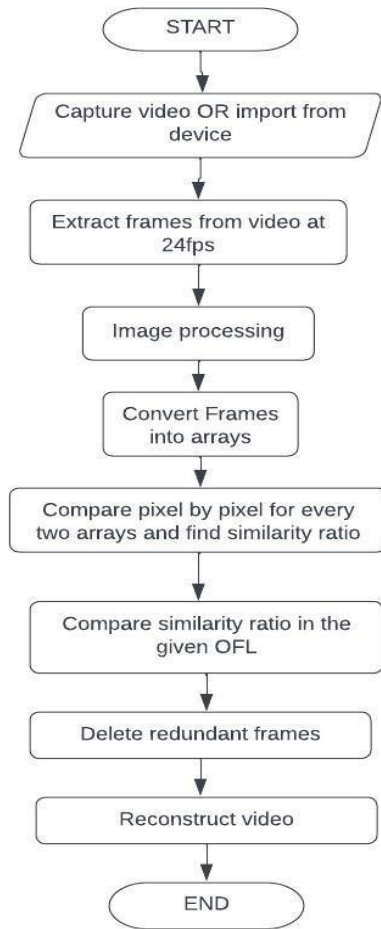 START
Capture video OR import from
device
Extract frames from video at
24fps
Image processing
Convert Frames
into arrays
Compare pixel by pixel for every
two arrays and find similarity ratio
Compare similarity ratio in the
given OFL
Delete redundant frames
Reconstruct video
END